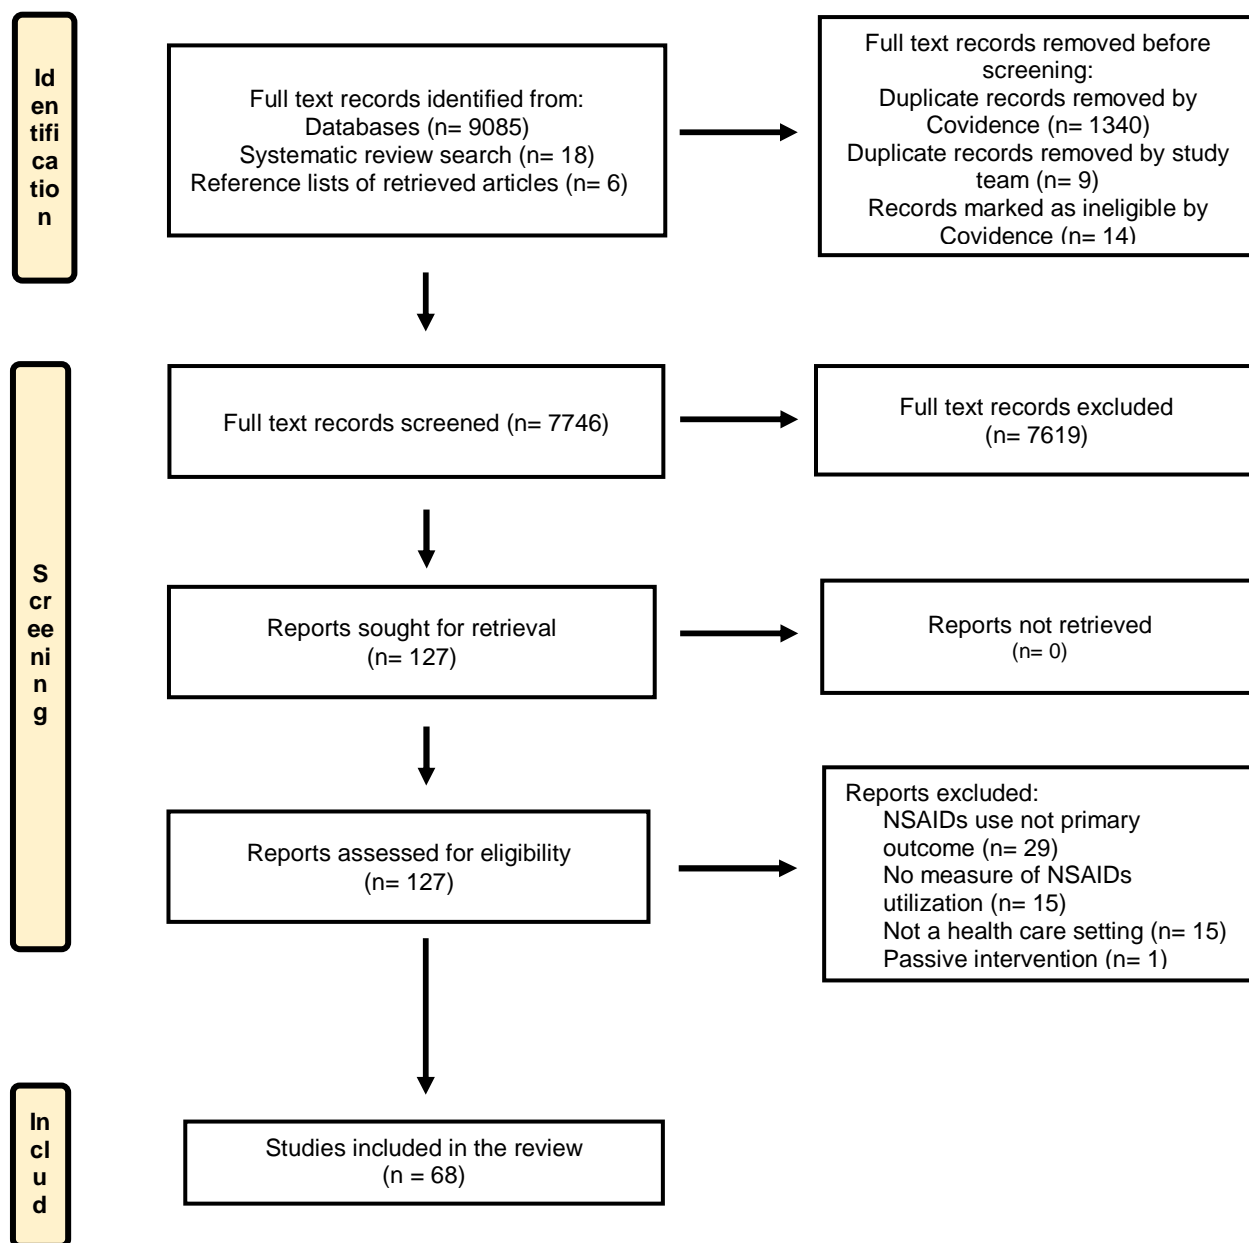 Id
en
tifi
ca
tio
n
Full text records identified from:
Databases (n= 9085)
Systematic review search (n= 18)
Reference lists of retrieved articles (n= 6)
Full text records removed before
screening:
Duplicate records removed by
Covidence (n= 1340)
Duplicate records removed by study
team (n= 9)
Records marked as ineligible by
Covidence (n= 14)
S
cr
ee
ni
n
g
Full text records screened (n= 7746)
Full text records excluded
(n= 7619)
Reports sought for retrieval
(n= 127)
Reports not retrieved
(n= 0)
Reports assessed for eligibility
(n= 127)
Reports excluded:
NSAIDs use not primary
outcome (n= 29)
No measure of NSAIDs
utilization (n= 15)
Not a health care setting (n= 15)
Passive intervention (n= 1)
In
cl
u
d
Studies included in the review
(n = 68)